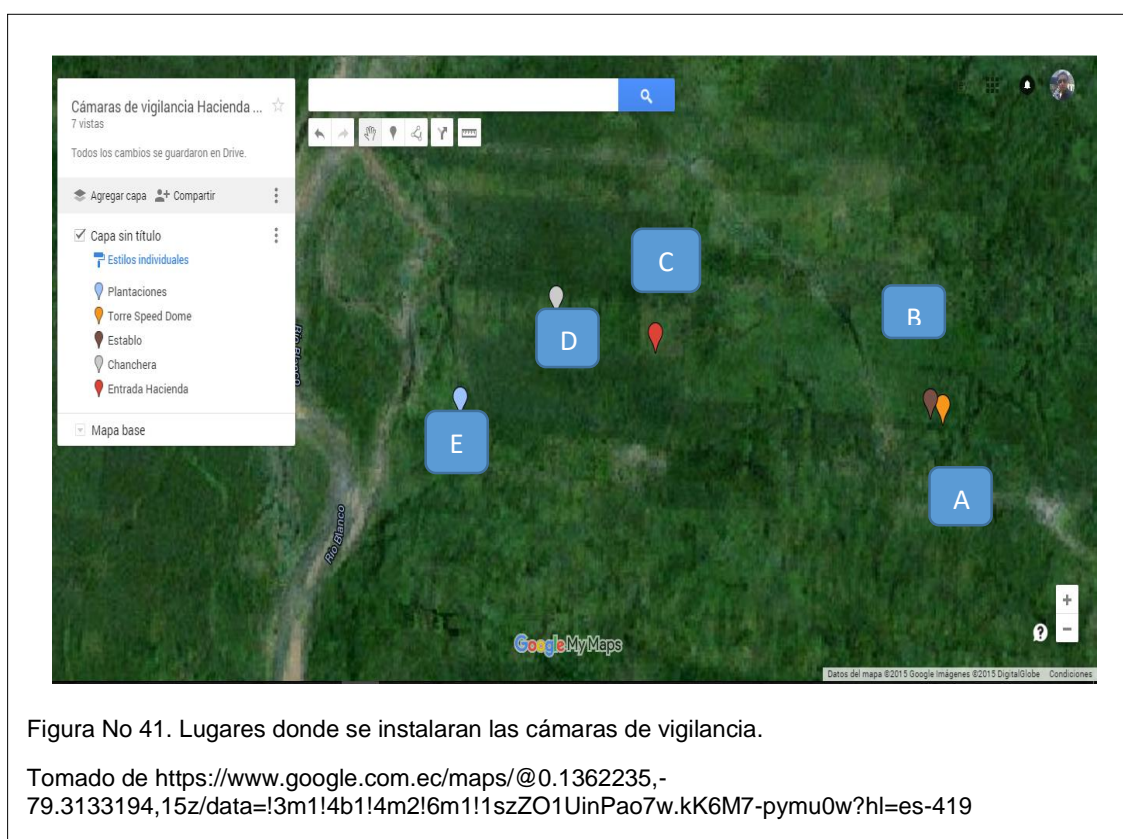 Cámaras de vigilancia Hacienda ...
7 vistas
Todos los cambios se guardaron en Drive.
Agregar capa Compartir
Capa sin título
Estilos individuales
Plantaciones
Torre Speed Dome
Establo
Chanchera
Entrada Hacienda
Mapa base
C
B
D
E
A
Río Blanco
Río Blanco
Google My Maps
Datos del mapa ©2015 Google Imágenes ©2015 DigitalGlobe Condiciones
Figura No 41. Lugares donde se instalaran las cámaras de vigilancia.
Tomado de https://www.google.com.ec/maps/@0.1362235,-
79.3133194,15z/data=!3m1!4b1!4m2!6m1!1szZO1UinPao7w.kK6M7-pymu0w?hl=es-419